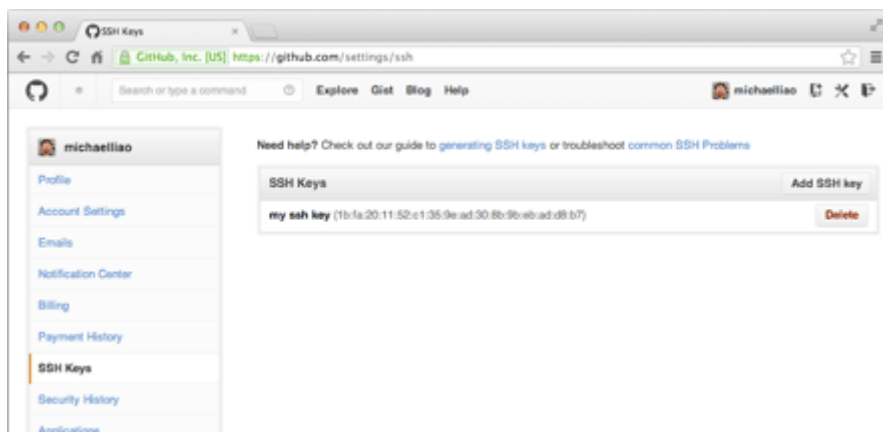 SSH Keys
GitHub, Inc. [US] https://github.com/settings/ssh
Search or type a command Explore Gist Blog Help michaelliao
michaelliao
Need help? Check out our guide to generating SSH keys or troubleshoot common SSH Problems
Profile
SSH Keys Add SSH key
Account Settings
my ssh key (1b:fa:20:11:52:c1:35:9e:ad:30:8b:9b:eb:ad:d8:b7) Delete
Emails
Notification Center
Billing
Payment History
SSH Keys
Security History
Applications